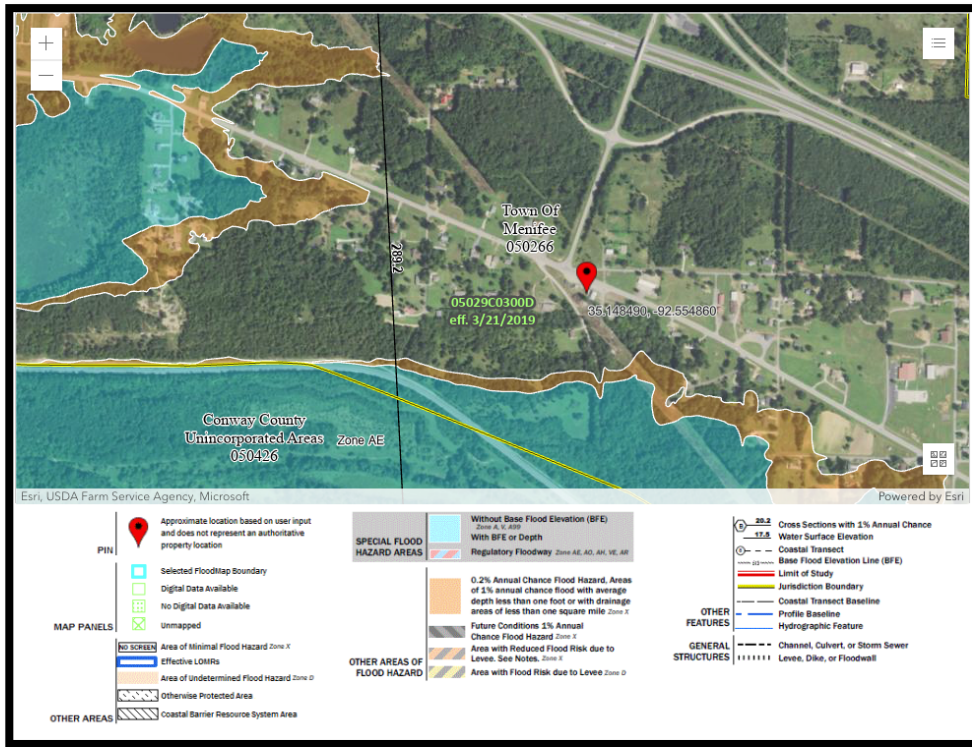 +
−
Town Of
Menifee
050266
289.2
05029C0300D
eff. 3/21/2019
35.148490, -92.554860
Conway County
Unincorporated Areas
050426
Zone AE
Esri, USDA Farm Service Agency, Microsoft
Powered by Esri
PIN
Approximate location based on user input
and does not represent an authoritative
property location
MAP PANELS
Selected FloodMap Boundary
Digital Data Available
No Digital Data Available
Unmapped
OTHER AREAS
NO SCREEN Area of Minimal Flood Hazard Zone X
Effective LOMRs
Area of Undetermined Flood Hazard Zone D
Otherwise Protected Area
Coastal Barrier Resource System Area
SPECIAL FLOOD
HAZARD AREAS
Without Base Flood Elevation (BFE)
Zone A, V, A99
With BFE or Depth
Regulatory Floodway Zone AE, AO, AH, VE, AR
OTHER AREAS OF
FLOOD HAZARD
0.2% Annual Chance Flood Hazard, Areas
of 1% annual chance flood with average
depth less than one foot or with drainage
areas of less than one square mile Zone X
Future Conditions 1% Annual
Chance Flood Hazard Zone X
Area with Reduced Flood Risk due to
Levee. See Notes. Zone X
Area with Flood Risk due to Levee Zone D
OTHER
FEATURES
B 20.2 Cross Sections with 1% Annual Chance
17.5 Water Surface Elevation
8 Coastal Transect
513 Base Flood Elevation Line (BFE)
Limit of Study
Jurisdiction Boundary
Coastal Transect Baseline
Profile Baseline
Hydrographic Feature
GENERAL
STRUCTURES
Channel, Culvert, or Storm Sewer
Levee, Dike, or Floodwall